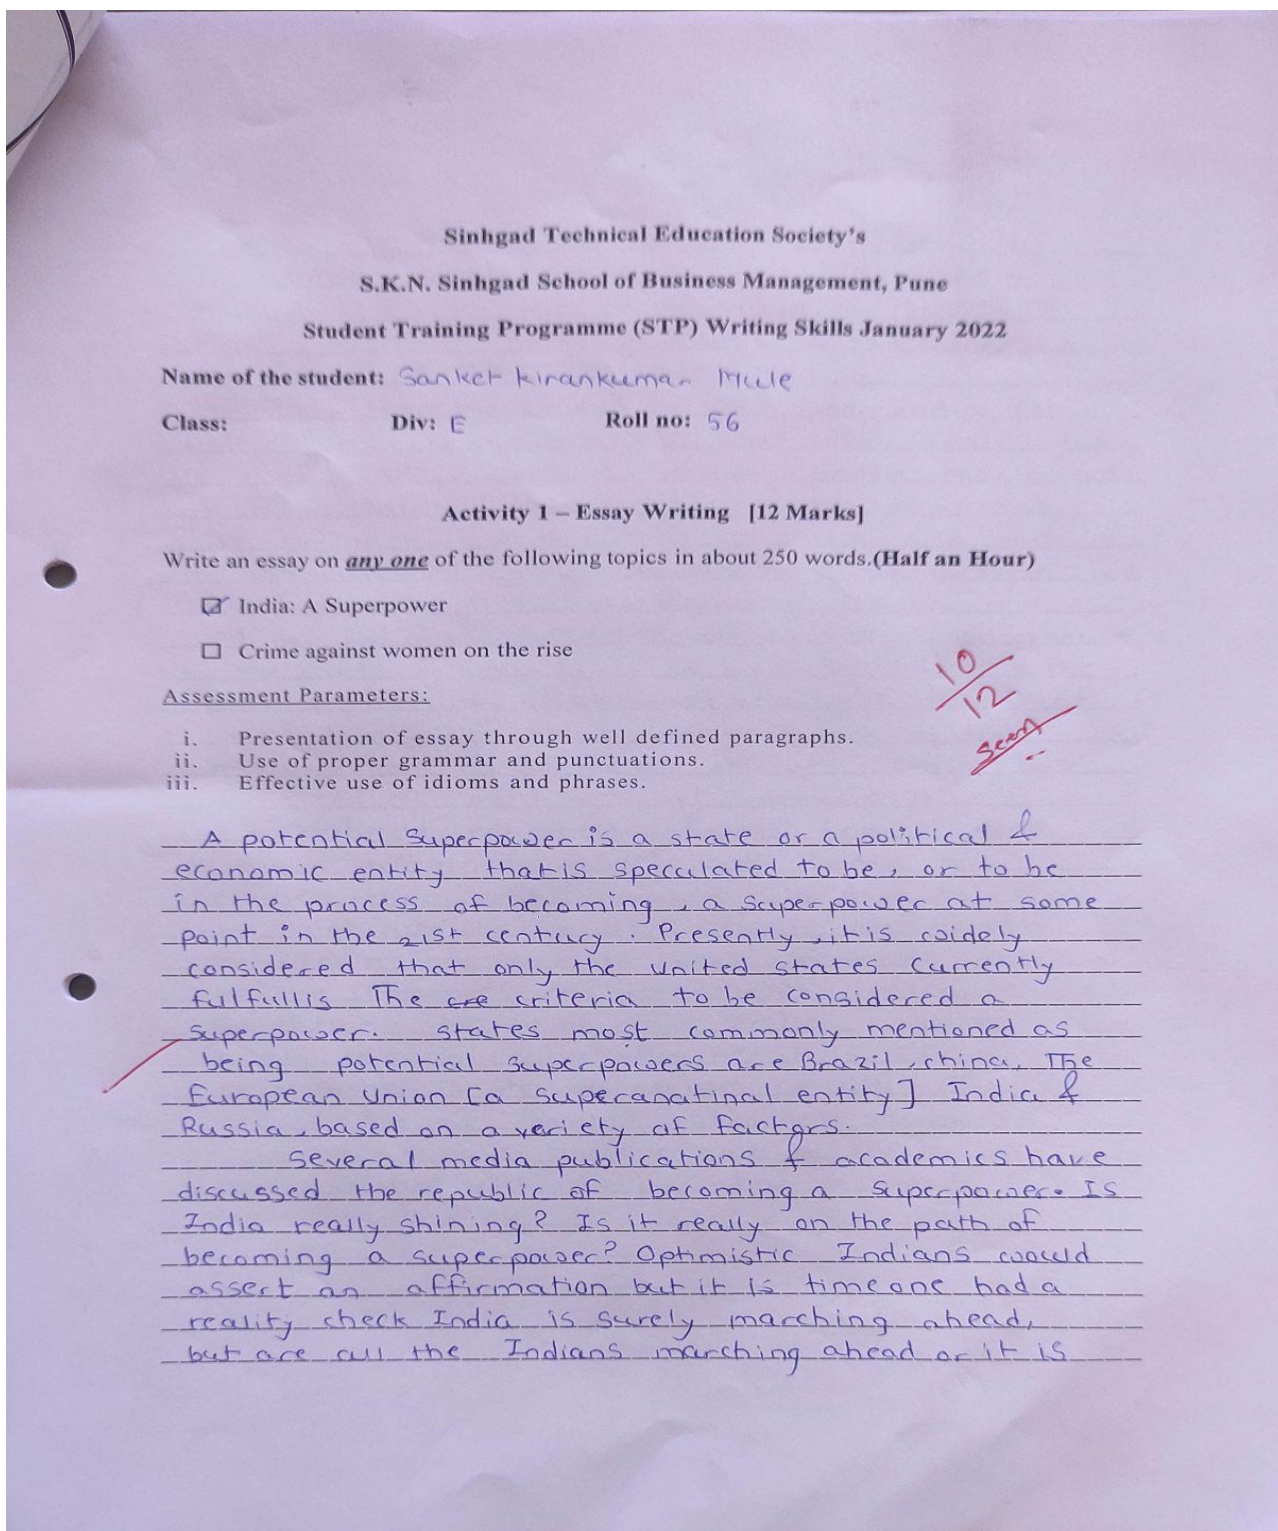 Sinhgad Technical Education Society's
S.K.N. Sinhgad School of Business Management, Pune
Student Training Programme (STP) Writing Skills January 2022
Name of the student: Sanket Kirankumar Mule
Class: Div: E Roll no: 56
Activity 1 – Essay Writing [12 Marks]
Write an essay on any one of the following topics in about 250 words.(Half an Hour)
☑ India: A Superpower
☐ Crime against women on the rise
10/12
Assessment Parameters:
Seen
i. Presentation of essay through well defined paragraphs.
ii. Use of proper grammar and punctuations.
iii. Effective use of idioms and phrases.
A potential Superpower is a state or a political &
economic entity that is speculated to be, or to be
in the process of becoming, a superpower at some
point in the 21st century. Presently, it is widely
considered that only the united states currently
fulfullis The cre criteria to be considered a
superpower. states most commonly mentioned as
being potential superpowers are Brazil, china, The
European Union [a Superanatinal entity] India &
Russia, based on a veriety of factors.
Several media publications & academics have
discussed the republic of becoming a superpower. Is
India really shining? Is it really on the path of
becoming a superpower? Optimistic Indians would
assert an affirmation but it is time one had a
reality check India is surely marching ahead,
but are all the Indians marching ahead or it is